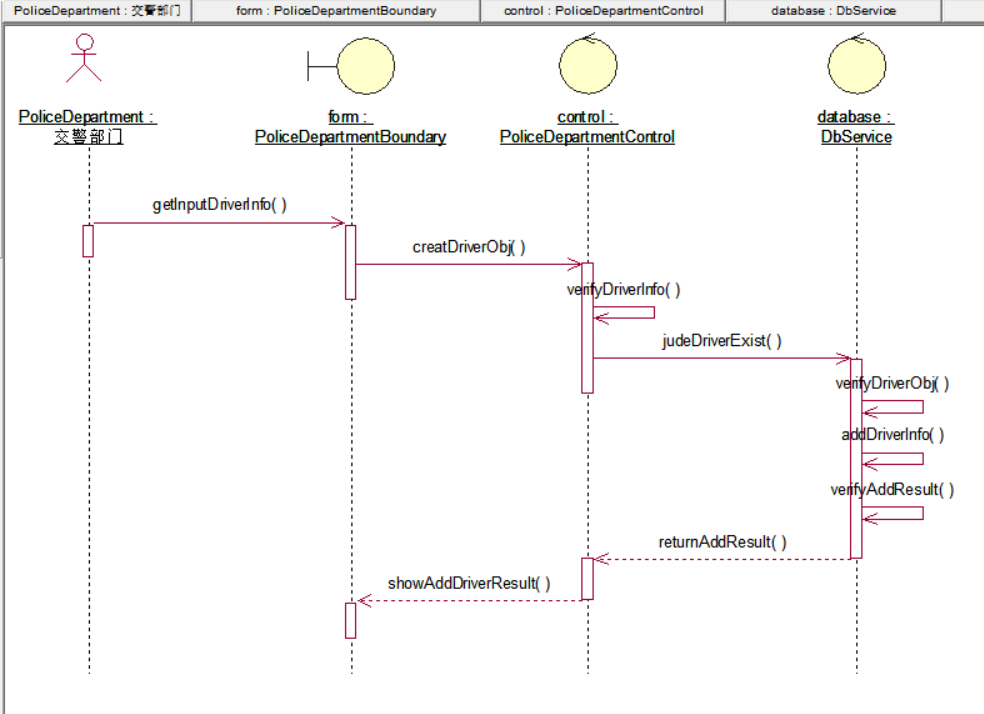 PoliceDepartment : 交警部门
form : PoliceDepartmentBoundary
control : PoliceDepartmentControl
database : DbService
PoliceDepartment :
交警部门
form :
PoliceDepartmentBoundary
control :
PoliceDepartmentControl
database :
DbService
getInputDriverInfo( )
creatDriverObj( )
verifyDriverInfo( )
judeDriverExist( )
verifyDriverObj( )
addDriverInfo( )
verifyAddResult( )
returnAddResult( )
showAddDriverResult( )